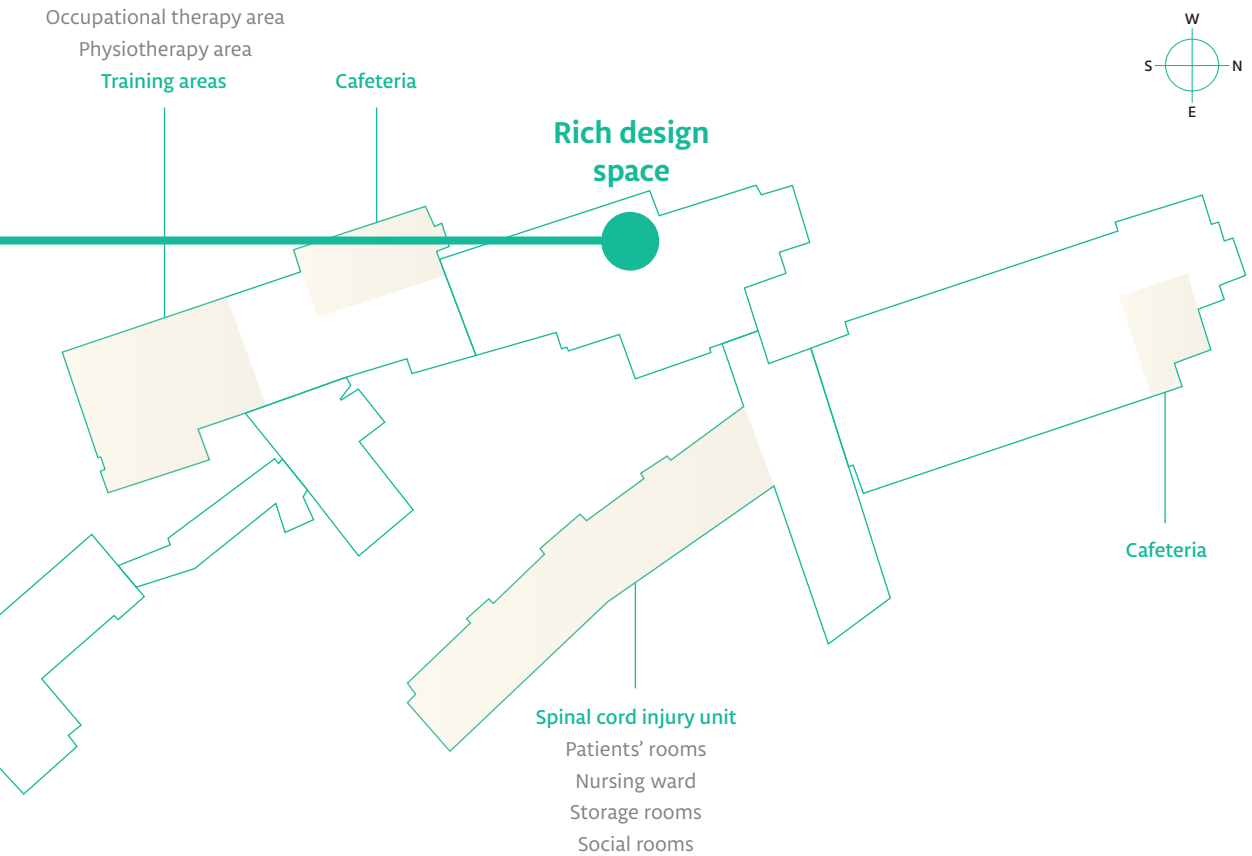 Occupational therapy area
Physiotherapy area
Training areas
Cafeteria
Rich design
space
W
S
N
E
Cafeteria
Spinal cord injury unit
Patients’ rooms
Nursing ward
Storage rooms
Social rooms